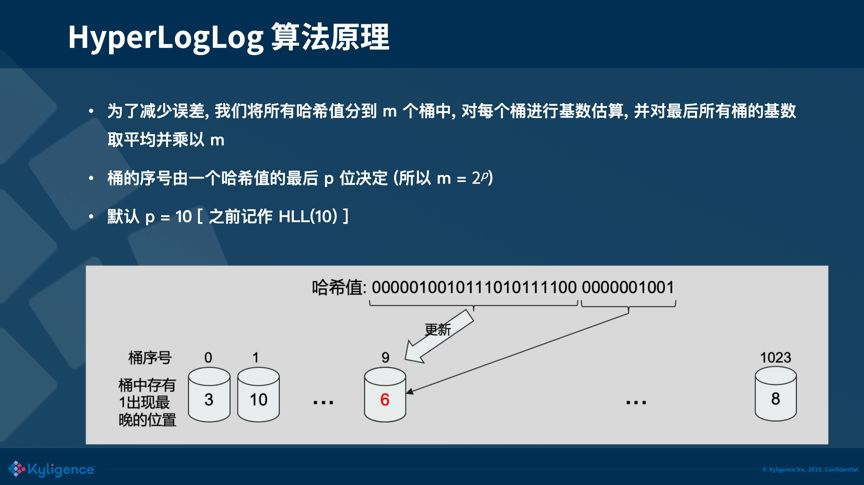 HyperLogLog 算法原理
• 为了减少误差, 我们将所有哈希值分到 m 个桶中, 对每个桶进行基数估算, 并对最后所有桶的基数
取平均并乘以 m
• 桶的序号由一个哈希值的最后 p 位决定 (所以 m = 2ᵖ)
• 默认 p = 10 [ 之前记作 HLL(10) ]
哈希值: 0000010010111010111100 0000001001
更新
桶序号 0 1 9 1023
桶中存有
1出现最
晚的位置
3 10 ... 6 ... 8
Kyligence
© Kyligence Inc. 2019, Confidential